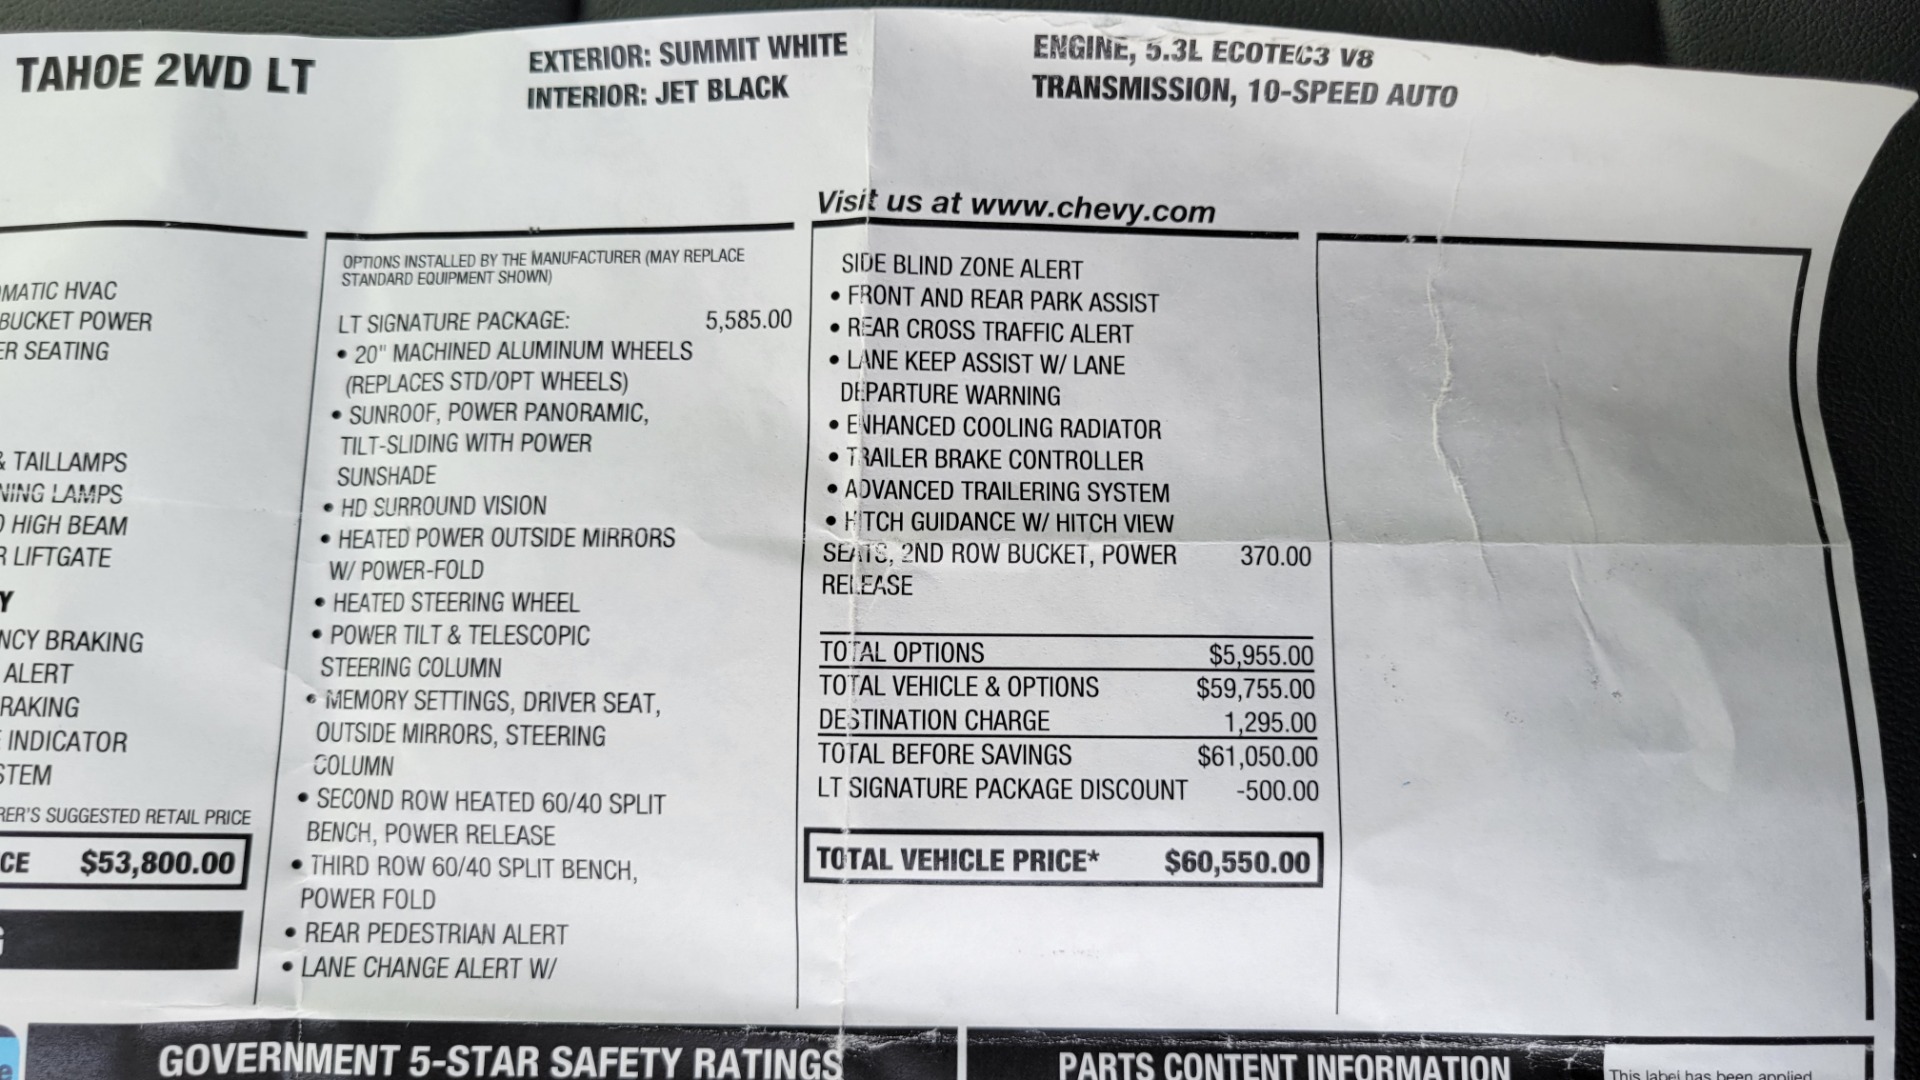 TAHOE 2WD LT
EXTERIOR: SUMMIT WHITE
INTERIOR: JET BLACK
ENGINE, 5.3L ECOTEC3 V8
TRANSMISSION, 10-SPEED AUTO
Visit us at www.chevy.com
MATIC HVAC
BUCKET POWER
ER SEATING
& TAILLAMPS
NING LAMPS
HIGH BEAM
R LIFTGATE
Y
NCY BRAKING
ALERT
RAKING
INDICATOR
STEM
RER'S SUGGESTED RETAIL PRICE
CE $53,800.00
OPTIONS INSTALLED BY THE MANUFACTURER (MAY REPLACE
STANDARD EQUIPMENT SHOWN)
LT SIGNATURE PACKAGE: 5,585.00
• 20" MACHINED ALUMINUM WHEELS
(REPLACES STD/OPT WHEELS)
• SUNROOF, POWER PANORAMIC,
TILT-SLIDING WITH POWER
SUNSHADE
• HD SURROUND VISION
• HEATED POWER OUTSIDE MIRRORS
W/ POWER-FOLD
• HEATED STEERING WHEEL
• POWER TILT & TELESCOPIC
STEERING COLUMN
• MEMORY SETTINGS, DRIVER SEAT,
OUTSIDE MIRRORS, STEERING
COLUMN
• SECOND ROW HEATED 60/40 SPLIT
BENCH, POWER RELEASE
• THIRD ROW 60/40 SPLIT BENCH,
POWER FOLD
• REAR PEDESTRIAN ALERT
• LANE CHANGE ALERT W/
SIDE BLIND ZONE ALERT
• FRONT AND REAR PARK ASSIST
• REAR CROSS TRAFFIC ALERT
• LANE KEEP ASSIST W/ LANE
DEPARTURE WARNING
• ENHANCED COOLING RADIATOR
• TRAILER BRAKE CONTROLLER
• ADVANCED TRAILERING SYSTEM
• HITCH GUIDANCE W/ HITCH VIEW
SEATS, 2ND ROW BUCKET, POWER 370.00
RELEASE
TOTAL OPTIONS $5,955.00
TOTAL VEHICLE & OPTIONS $59,755.00
DESTINATION CHARGE 1,295.00
TOTAL BEFORE SAVINGS $61,050.00
LT SIGNATURE PACKAGE DISCOUNT -500.00
TOTAL VEHICLE PRICE* $60,550.00
GOVERNMENT 5-STAR SAFETY RATINGS
PARTS CONTENT INFORMATION
This label has been applied